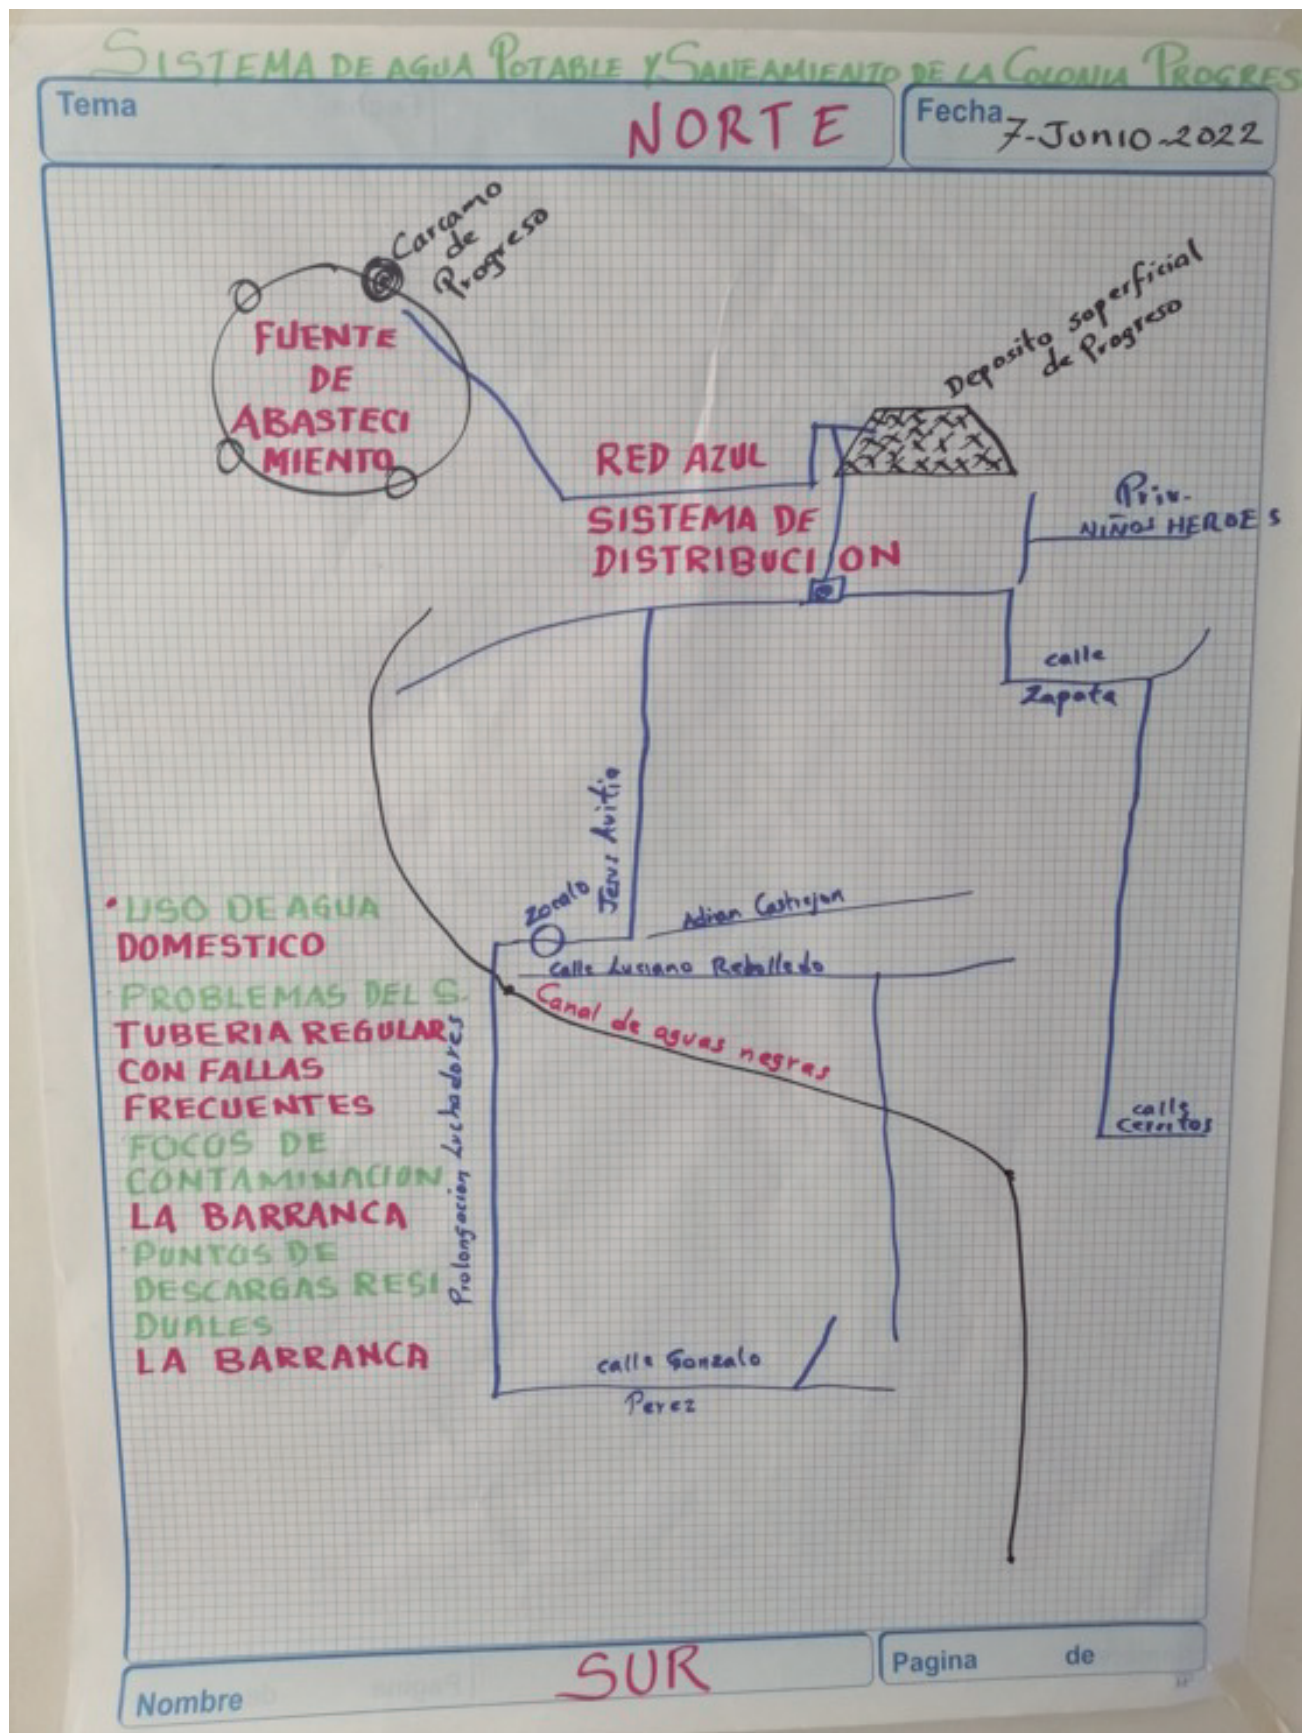 SISTEMA DE AGUA POTABLE Y SANEAMIENTO DE LA COLONIA PROGRES
Tema
NORTE
Fecha
7-Junio-2022
Carcamo
de
Progreso
FUENTE
DE
ABASTECI
MIENTO
Deposito superficial
de Progreso
RED AZUL
SISTEMA DE
DISTRIBUCION
Priv.
NIÑOS HEROES
calle
Zapata
Jesus Avitia
Zocalo
Adrian Castrejon
Calle Luciano Rebolledo
Canal de aguas negras
Prolongacion Luchadores
calle
Cerritos
USO DE AGUA
DOMESTICO
PROBLEMAS DEL S.
TUBERIA REGULAR
CON FALLAS
FRECUENTES
FOCOS DE
CONTAMINACION
LA BARRANCA
PUNTOS DE
DESCARGAS RESI
DUALES
LA BARRANCA
calle Gonzalo
Perez
SUR
Nombre
Pagina de